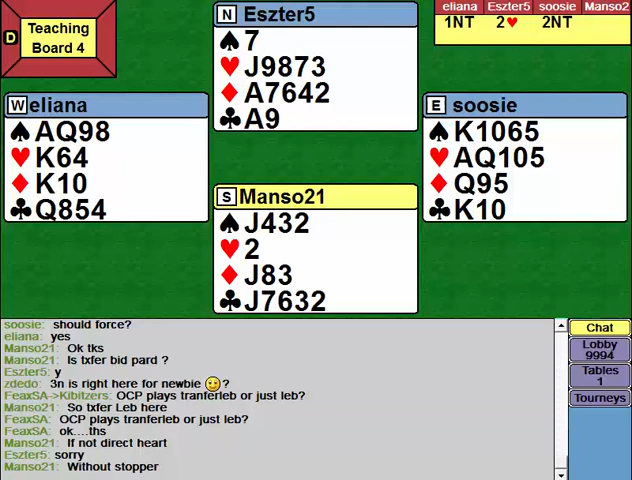 D
Teaching
Board 4
N Eszter5
♠7
♥J9873
♦A7642
♣A9
eliana Eszter5 soosie Manso2
1NT 2♥ 2NT
W eliana
♠AQ98
♥K64
♦K10
♣Q854
E soosie
♠K1065
♥AQ105
♦Q95
♣K10
S Manso21
♠J432
♥2
♦J83
♣J7632
soosie: should force?
eliana: yes
Manso21: Ok tks
Manso21: Is txfer bid pard ?
Eszter5: y
zdedo: 3n is right here for newbie ?
FeaxSA->Kibitzers: OCP plays tranferleb or just leb?
Manso21: So txfer Leb here
FeaxSA: OCP plays tranferleb or just leb?
FeaxSA: ok....ths
Manso21: If not direct heart
Eszter5: sorry
Manso21: Without stopper
Chat
Lobby
9994
Tables
1
Tourneys